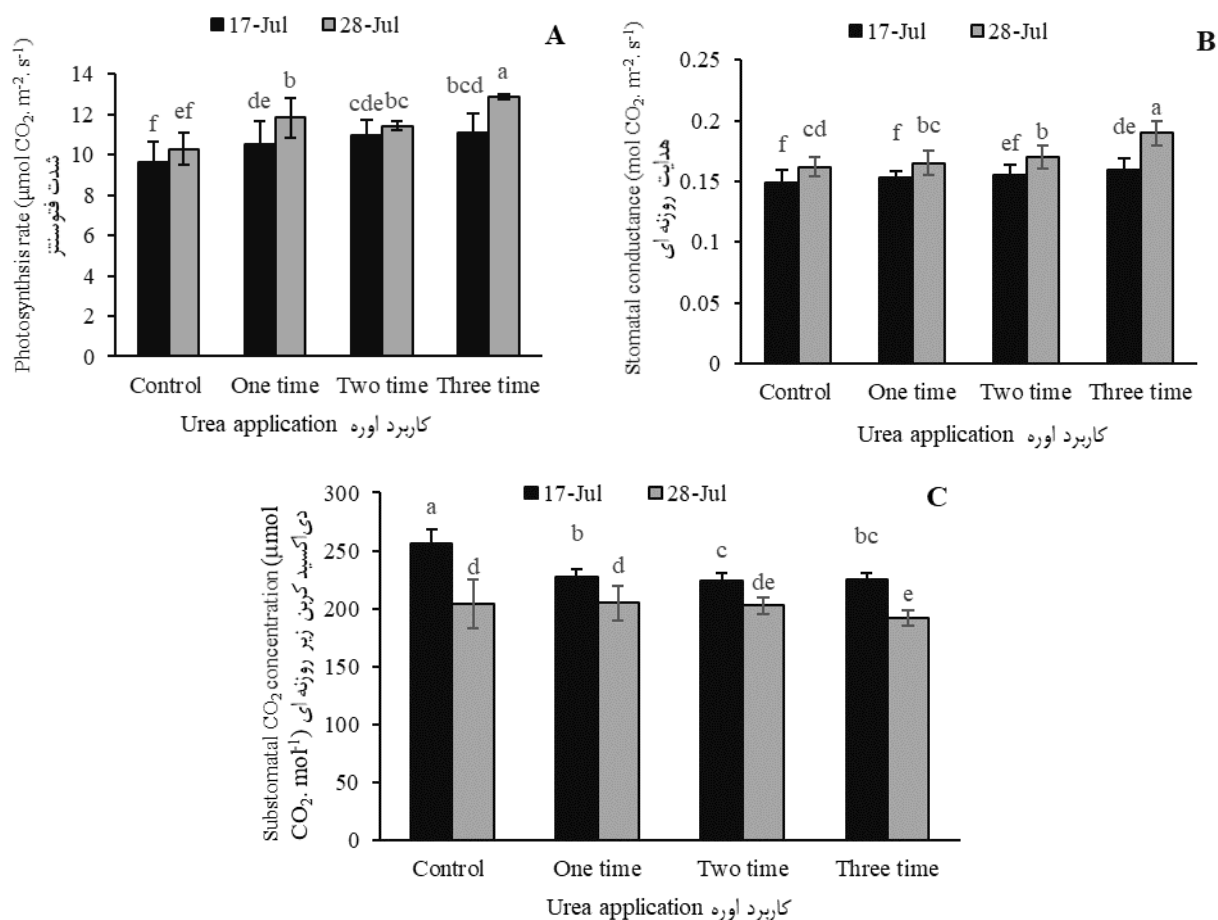 17-Jul 28-Jul
A
Photosynthsis rate (µmol CO₂. m⁻². s⁻¹)
شدت فتوسنتز
14
12
10
8
6
4
2
0
f ef de b cde bc bcd a
Control One time Two time Three time
Urea application کاربرد اوره
17-Jul 28-Jul
B
Stomatal conductance (mol CO₂. m⁻². s⁻¹)
هدایت روزنه ای
0.25
0.2
0.15
0.1
0.05
0
f cd f bc ef b de a
Control One time Two time Three time
Urea application کاربرد اوره
17-Jul 28-Jul
C
Substomatal CO₂ concentration (µmol
دی‌اکسید کربن زیر روزنه ای (CO₂. mol⁻¹
300
250
200
150
100
50
0
a d b d c de bc e
Control One time Two time Three time
Urea application کاربرد اوره